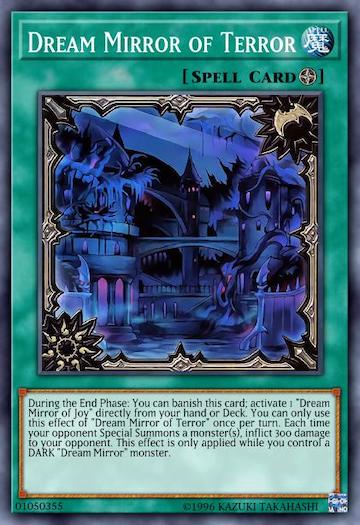 Dream Mirror of Terror
魔
[Spell Card]
During the End Phase: You can banish this card; activate 1 "Dream
Mirror of Joy" directly from your hand or Deck. You can only use
this effect of "Dream Mirror of Terror" once per turn. Each time
your opponent Special Summons a monster(s), inflict 300 damage
to your opponent. This effect is only applied while you control a
DARK "Dream Mirror" monster.
01050355
©1996 KAZUKI TAKAHASHI